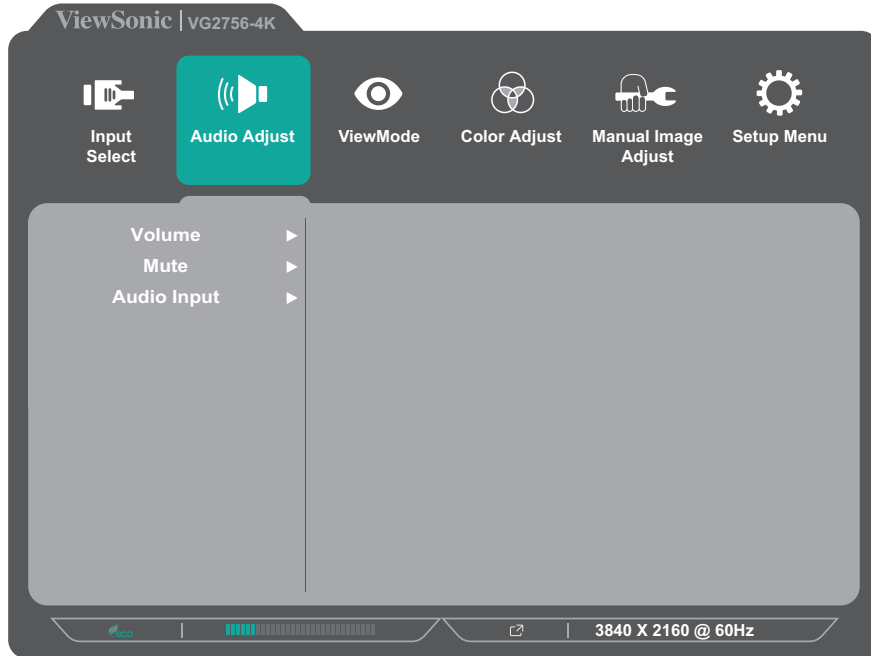 ViewSonic | VG2756-4K
Input
Select
Audio Adjust
ViewMode
Color Adjust
Manual Image
Adjust
Setup Menu
Volume
Mute
Audio Input
eco
3840 X 2160 @ 60Hz